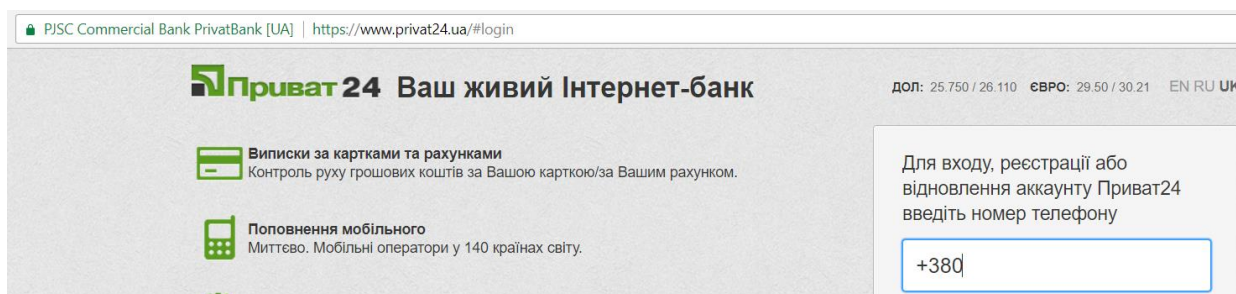 PJSC Commercial Bank PrivatBank [UA] | https://www.privat24.ua/#login
Приват 24 Ваш живий Інтернет-банк
ДОЛ: 25.750 / 26.110 ЄВРО: 29.50 / 30.21 EN RU UK
Виписки за картками та рахунками
Контроль руху грошових коштів за Вашою карткою/за Вашим рахунком.
Поповнення мобільного
Миттєво. Мобільні оператори у 140 країнах світу.
Для входу, реєстрації або
відновлення аккаунту Приват24
введіть номер телефону
+380